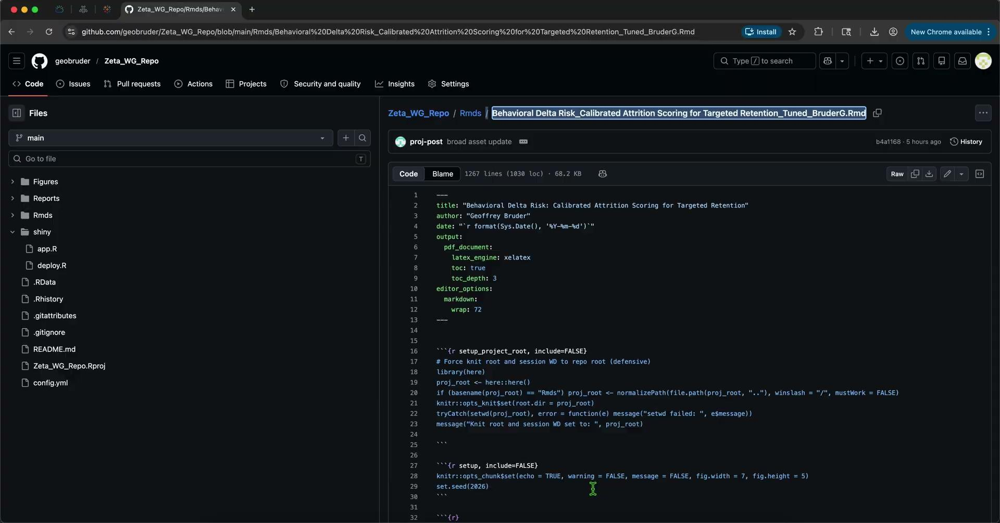 Zeta_WG_Repo/Rmds/Behav
github.com/geobruder/Zeta_WG_Repo/blob/main/Rmds/Behavioral%20Delta%20Risk_Calibrated%20Attrition%20Scoring%20for%20Targeted%20Retention_Tuned_BruderG.Rmd
Install
New Chrome available
geobruder / Zeta_WG_Repo
Type / to search
Code
Issues
Pull requests
Actions
Projects
Security and quality
Insights
Settings
Files
main
Go to file
T
Figures
Reports
Rmds
shiny
app.R
deploy.R
.RData
.Rhistory
.gitattributes
.gitignore
README.md
Zeta_WG_Repo.Rproj
config.yml
Zeta_WG_Repo / Rmds / Behavioral Delta Risk_Calibrated Attrition Scoring for Targeted Retention_Tuned_BruderG.Rmd
proj-post broad asset update
b4a1168 · 5 hours ago
History
Code
Blame
1267 lines (1030 loc) · 68.2 KB
Raw
1 ---
2 title: "Behavioral Delta Risk: Calibrated Attrition Scoring for Targeted Retention"
3 author: "Geoffrey Bruder"
4 date: "`r format(Sys.Date(), '%Y-%m-%d')`"
5 output:
6   pdf_document:
7     latex_engine: xelatex
8     toc: true
9     toc_depth: 3
10 editor_options:
11   markdown:
12     wrap: 72
13 ---
14
15
16 ```{r setup_project_root, include=FALSE}
17 # Force knit root and session WD to repo root (defensive)
18 library(here)
19 proj_root <- here::here()
20 if (basename(proj_root) == "Rmds") proj_root <- normalizePath(file.path(proj_root, ".."), winslash = "/", mustWork = FALSE)
21 knitr::opts_knit$set(root.dir = proj_root)
22 tryCatch(setwd(proj_root), error = function(e) message("setwd failed: ", e$message))
23 message("Knit root and session WD set to: ", proj_root)
24
25 ```
26
27 ```{r setup, include=FALSE}
28 knitr::opts_chunk$set(echo = TRUE, warning = FALSE, message = FALSE, fig.width = 7, fig.height = 5)
29 set.seed(2026)
30 ```
31
32 ```{r}